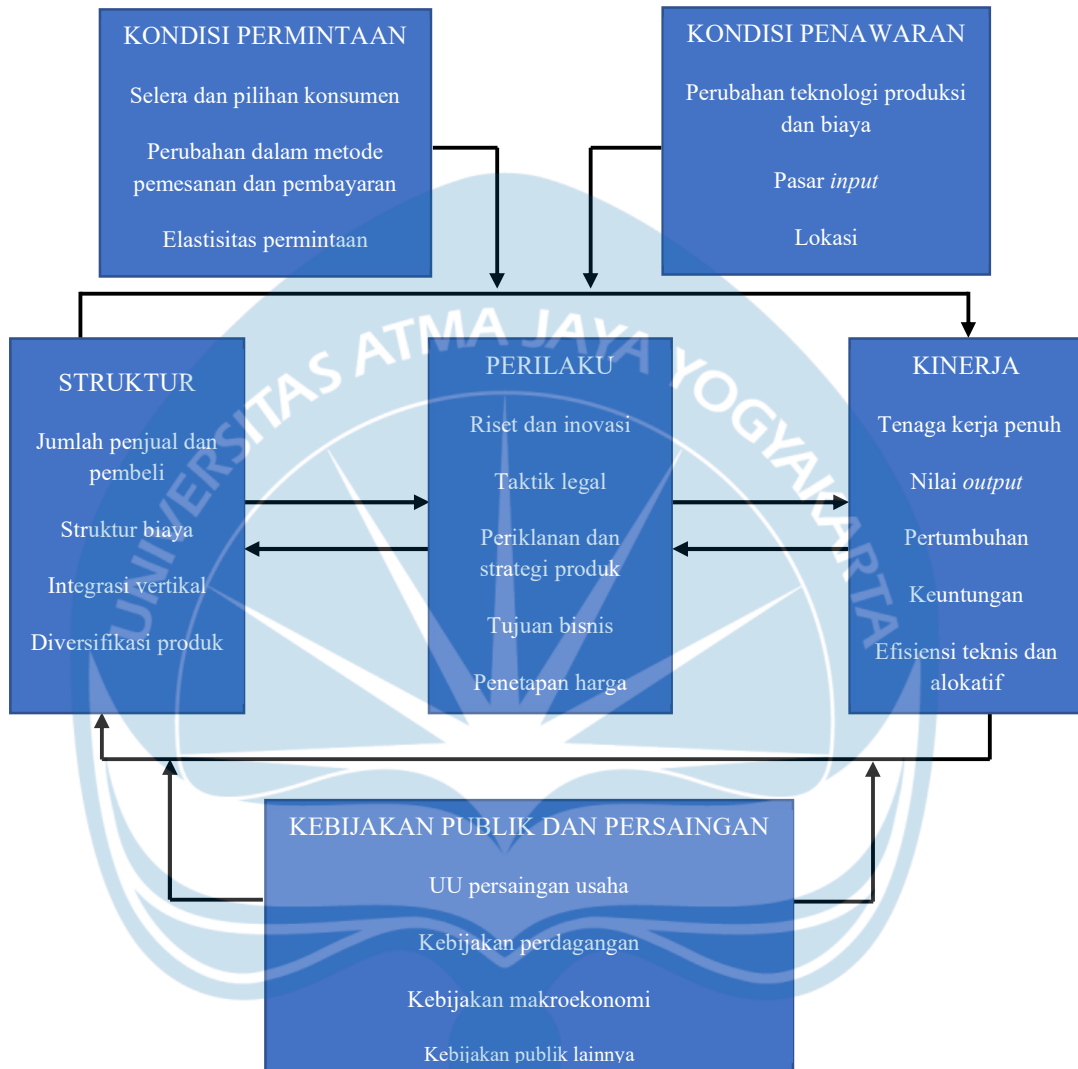 KONDISI PERMINTAAN
Selera dan pilihan konsumen
Perubahan dalam metode
pemesanan dan pembayaran
Elastisitas permintaan
KONDISI PENAWARAN
Perubahan teknologi produksi
dan biaya
Pasar input
Lokasi
STRUKTUR
Jumlah penjual dan
pembeli
Struktur biaya
Integrasi vertikal
Diversifikasi produk
PERILAKU
Riset dan inovasi
Taktik legal
Periklanan dan
strategi produk
Tujuan bisnis
Penetapan harga
KINERJA
Tenaga kerja penuh
Nilai output
Pertumbuhan
Keuntungan
Efisiensi teknis dan
alokatif
KEBIJAKAN PUBLIK DAN PERSAINGAN
UU persaingan usaha
Kebijakan perdagangan
Kebijakan makroekonomi
Kebijakan publik lainnya
UNIVERSITAS ATMA JAYA YOGYAKARTA